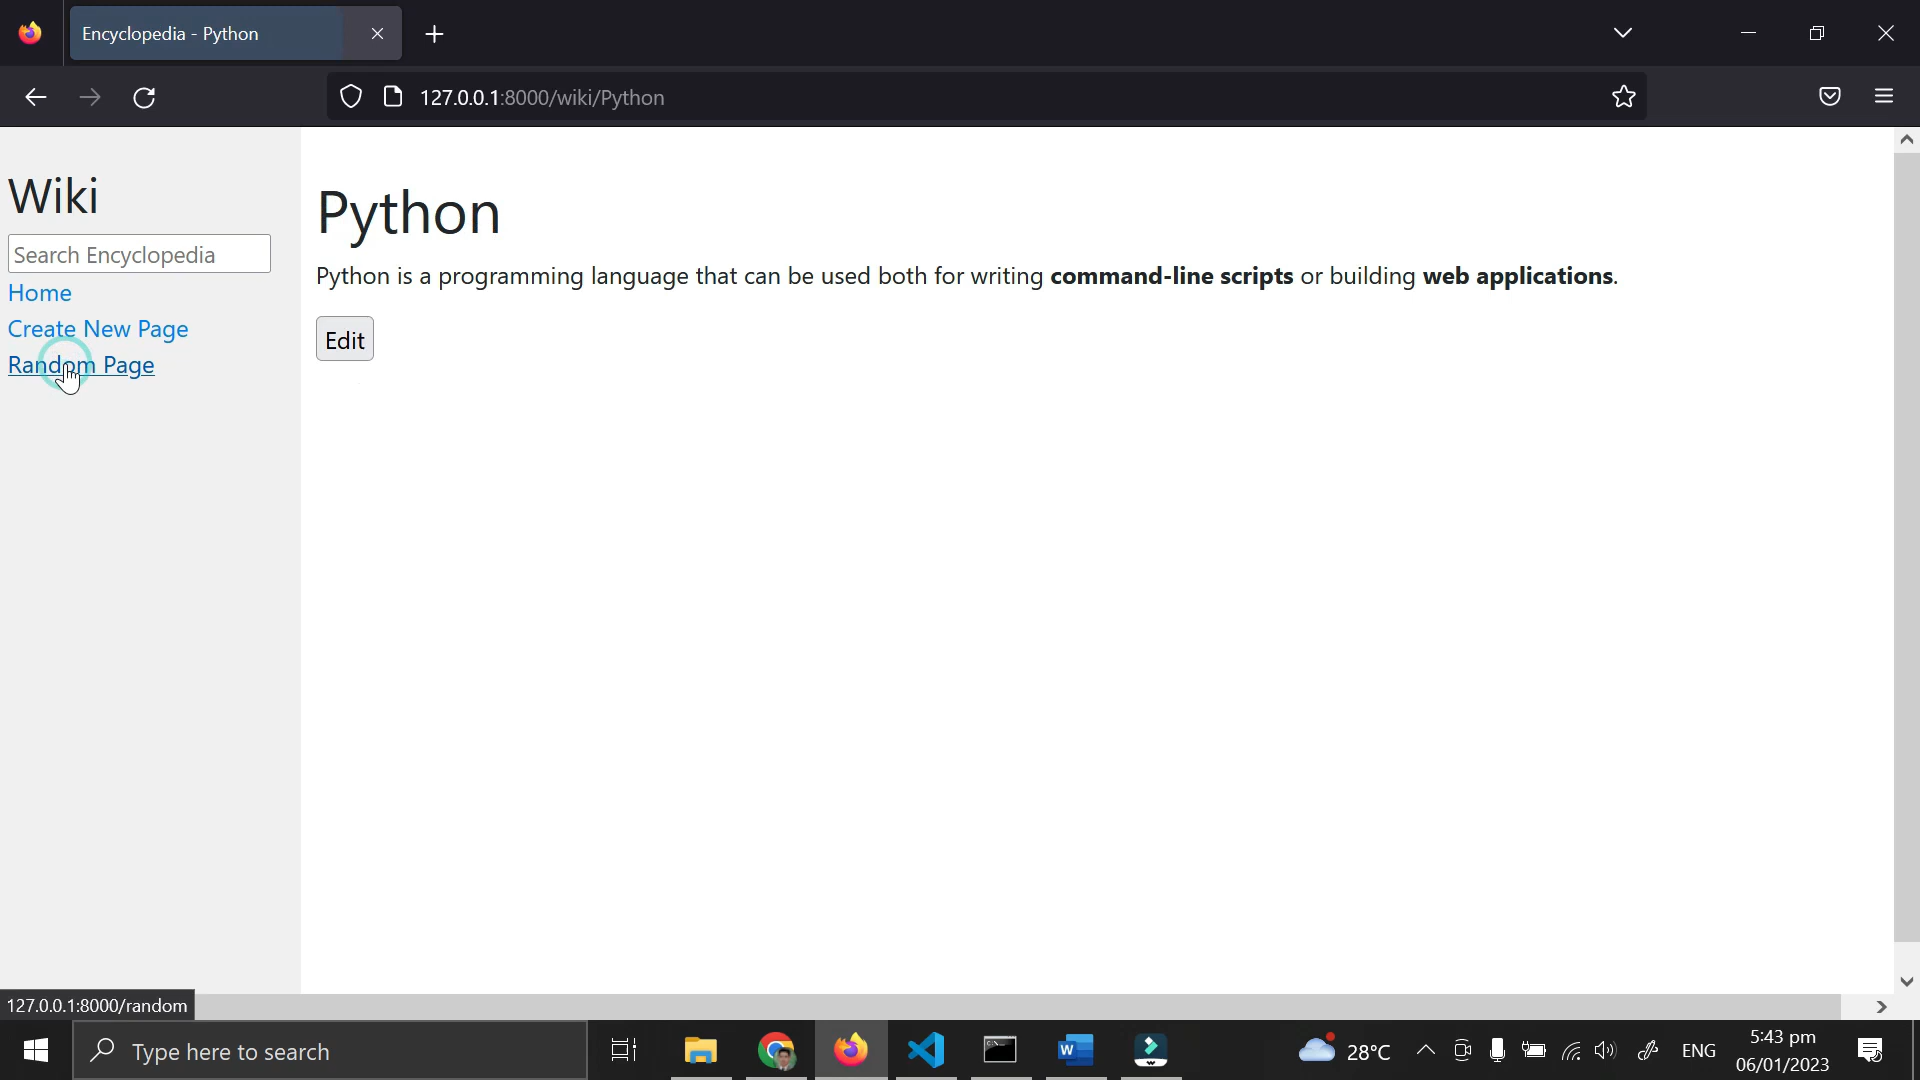 Encyclopedia - Python
127.0.0.1:8000/wiki/Python
Wiki
Search Encyclopedia
Home
Create New Page
Random Page
Python
Python is a programming language that can be used both for writing command-line scripts or building web applications.
Edit
127.0.0.1:8000/random
Type here to search
28°C
ENG
5:43 pm
06/01/2023